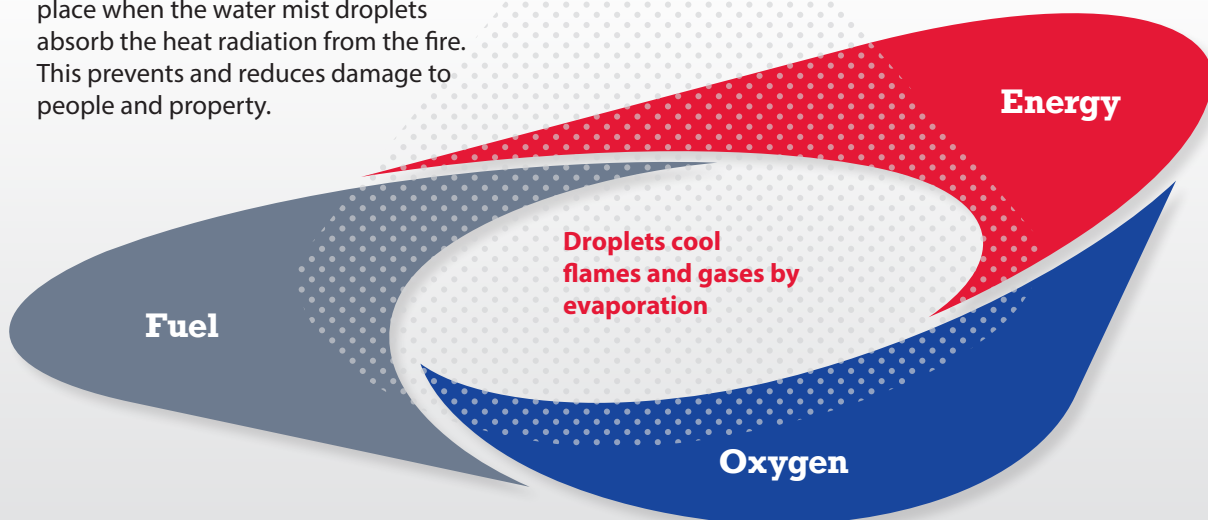 place when the water mist droplets
absorb the heat radiation from the fire.
This prevents and reduces damage to
people and property.
Energy
Droplets cool
flames and gases by
evaporation
Fuel
Oxygen